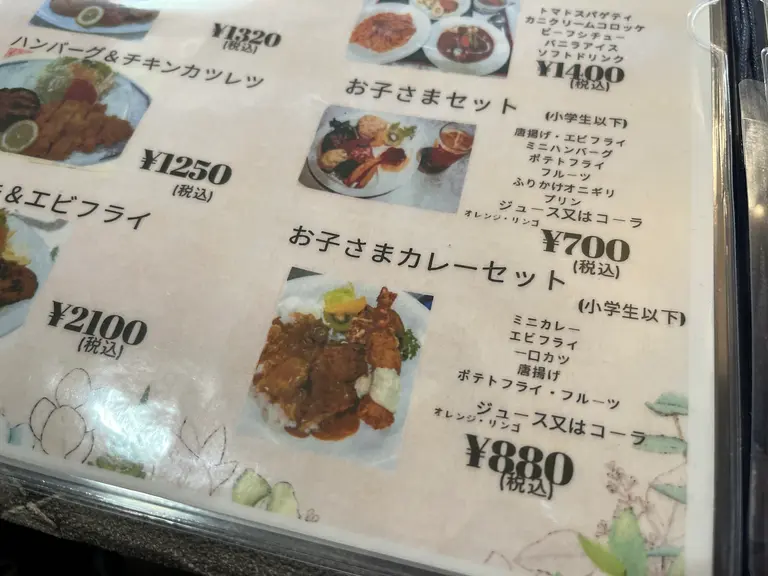 ¥1320
(税込)
ハンバーグ&チキンカツレツ
¥1250
(税込)
&エビフライ
¥2100
(税込)
トマトスパゲティ
カニクリームコロッケ
ビーフシチュー
バニラアイス
ソフトドリンク
¥1400
(税込)
お子さまセット
(小学生以下)
唐揚げ・エビフライ
ミニハンバーグ
ポテトフライ
フルーツ
ふりかけオニギリ
プリン
ジュース又はコーラ
オレンジ・リンゴ
¥700
(税込)
お子さまカレーセット
(小学生以下)
ミニカレー
エビフライ
一口カツ
唐揚げ
ポテトフライ・フルーツ
ジュース又はコーラ
オレンジ・リンゴ
¥880
(税込)